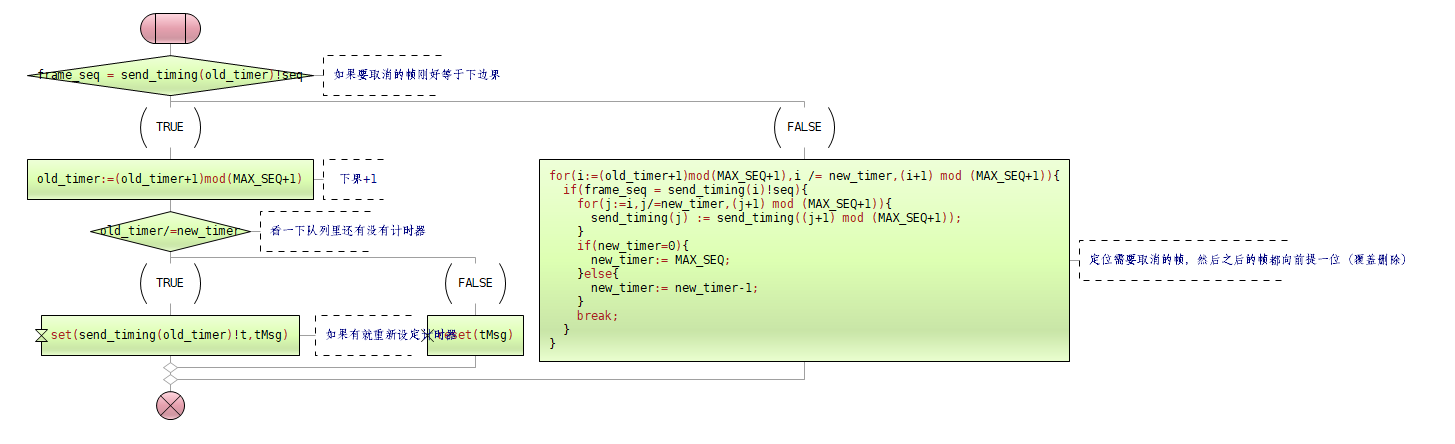 frame_seq = send_timing(old_timer)!seq
如果要取消的帧刚好等于下边界
TRUE
FALSE
old_timer:=(old_timer+1)mod(MAX_SEQ+1)
下界+1
old_timer/=new_timer
看一下队列里还有没有计时器
TRUE
FALSE
set(send_timing(old_timer)!t,tMsg)
如果有就重新设定计时器
reset(tMsg)
for(i:=(old_timer+1)mod(MAX_SEQ+1),i /= new_timer,(i+1) mod (MAX_SEQ+1)){
if(frame_seq = send_timing(i)!seq){
for(j:=i,j/=new_timer,(j+1) mod (MAX_SEQ+1)){
send_timing(j) := send_timing((j+1) mod (MAX_SEQ+1));
}
if(new_timer=0){
new_timer:= MAX_SEQ;
}else{
new_timer:= new_timer-1;
}
break;
}
}
定位需要取消的帧，然后之后的帧都向前提一位（覆盖删除）